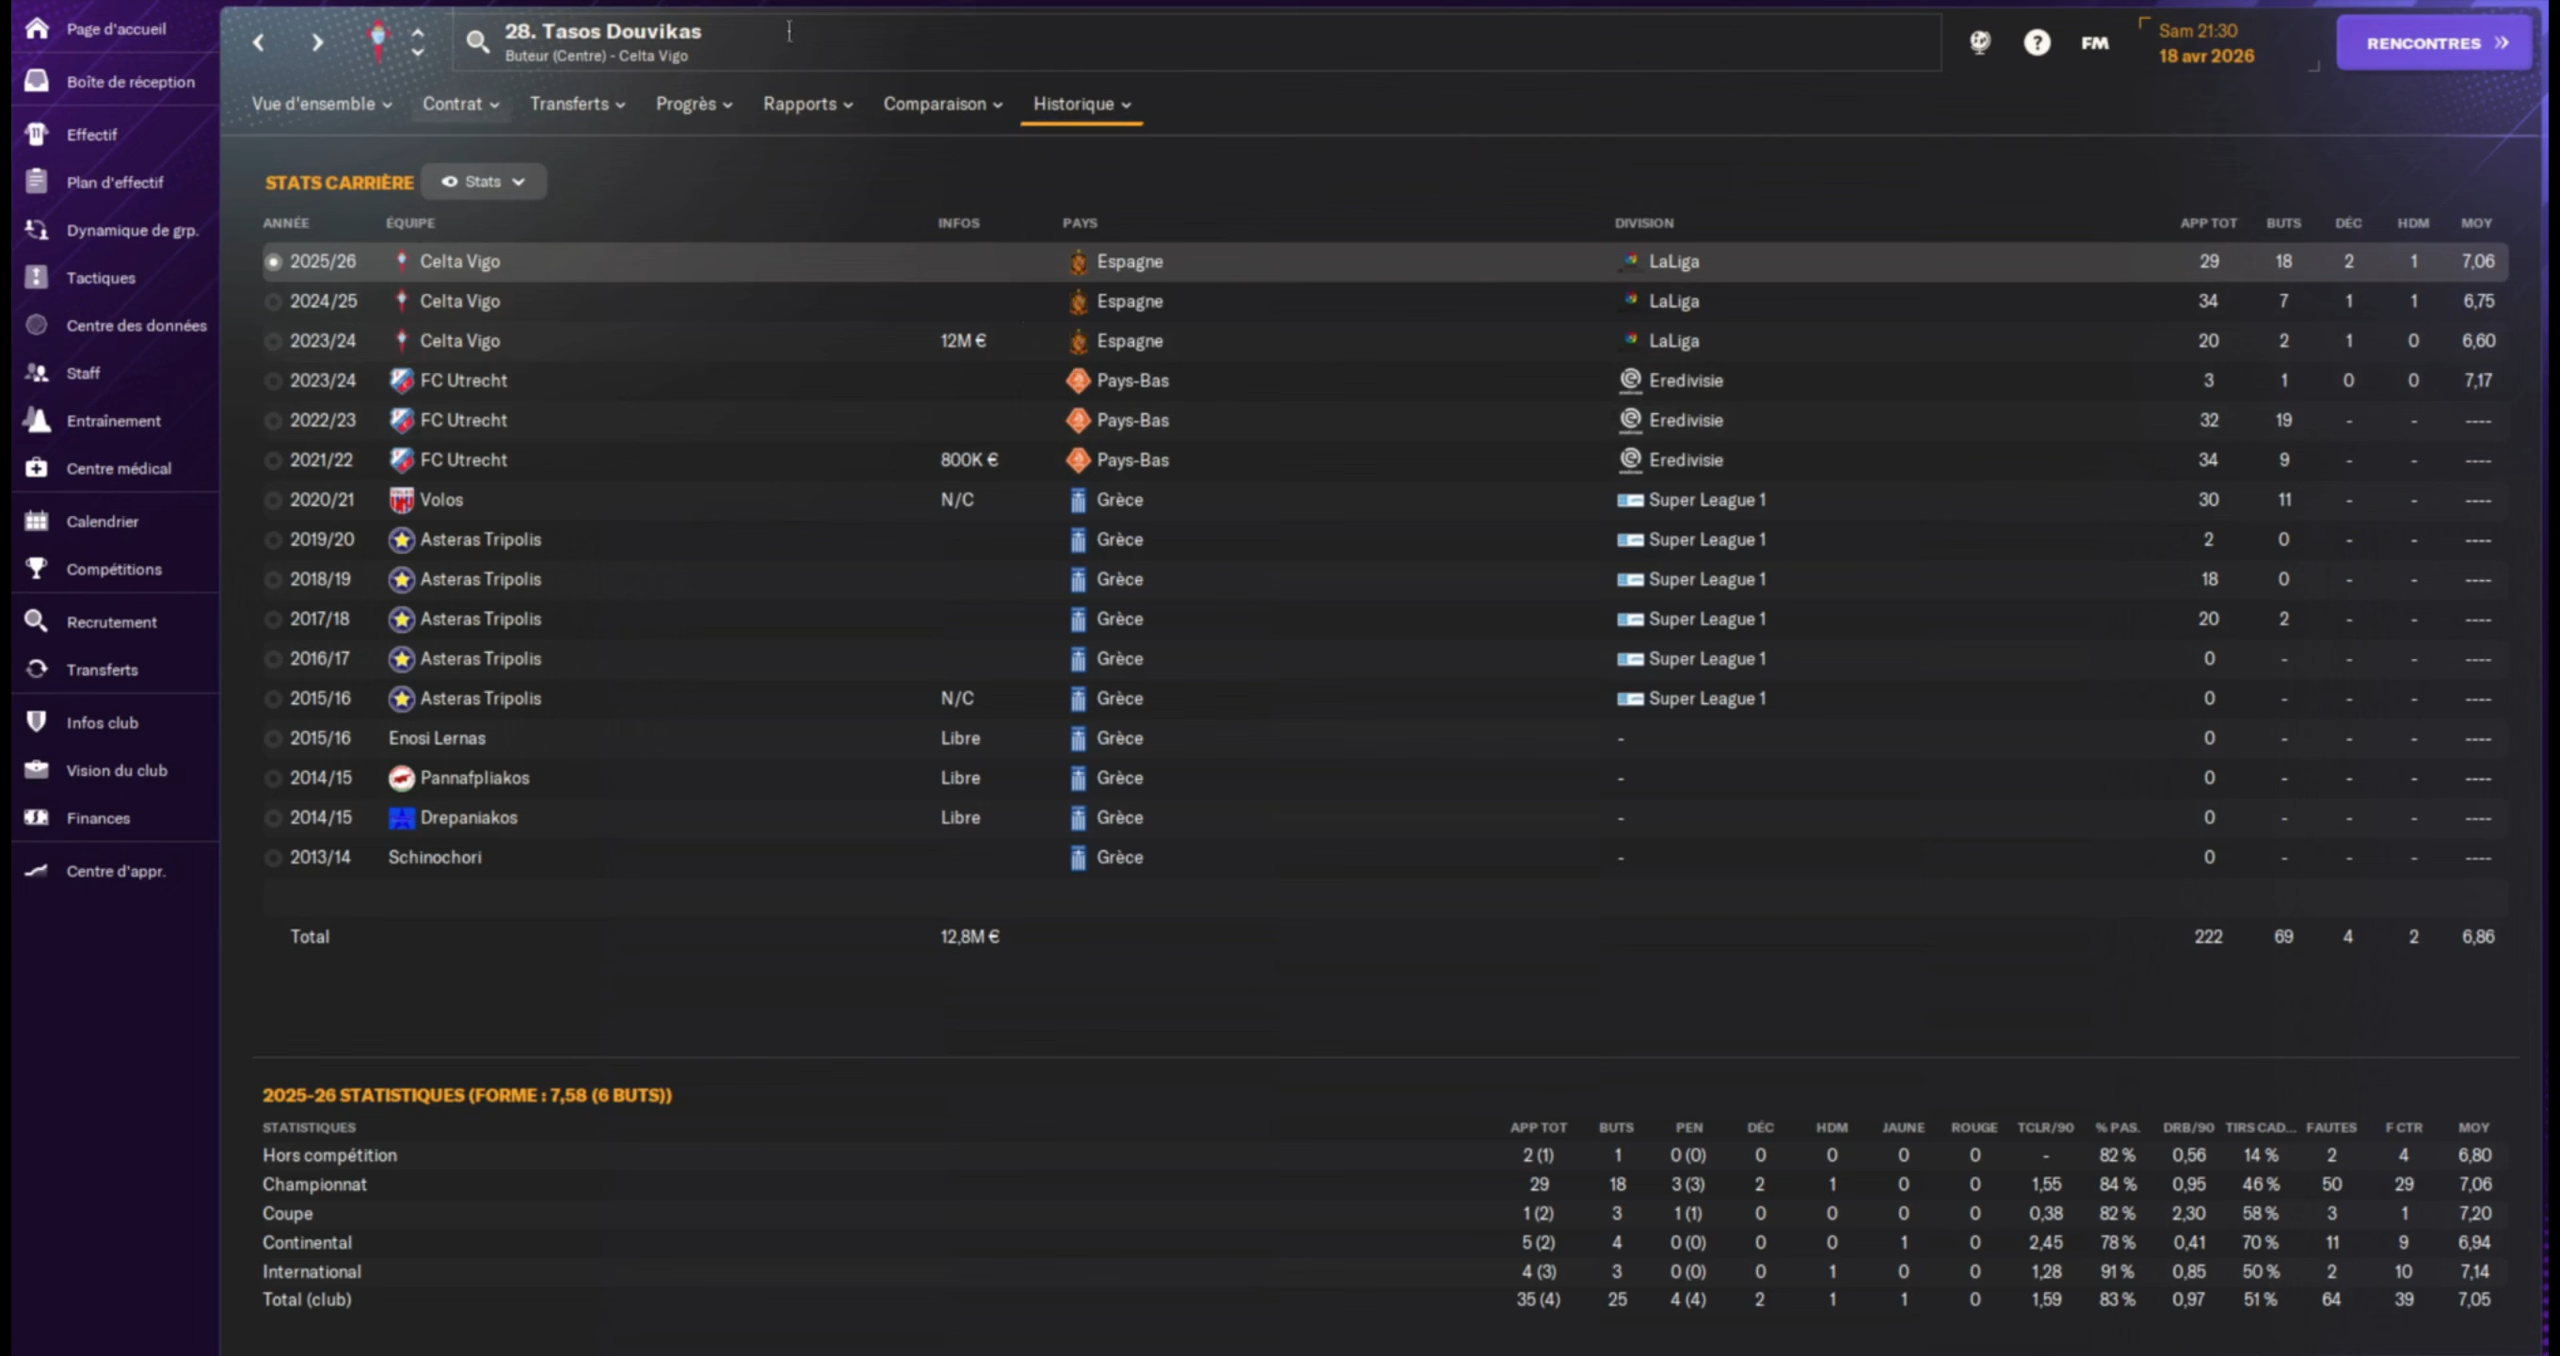 Page d'accueil
Boîte de réception
Effectif
Plan d'effectif
Dynamique de grp.
Tactiques
Centre des données
Staff
Entraînement
Centre médical
Calendrier
Compétitions
Recrutement
Transferts
Infos club
Vision du club
Finances
Centre d'appr.
28. Tasos Douvikas
Buteur (Centre) - Celta Vigo
FM
Sam 21:30
18 avr 2026
RENCONTRES
Vue d'ensemble Contrat Transferts Progrès Rapports Comparaison Historique
STATS CARRIÈRE Stats
ANNÉE ÉQUIPE INFOS PAYS DIVISION APP TOT BUTS DÉC HDM MOY
2025/26 Celta Vigo Espagne LaLiga 29 18 2 1 7,06
2024/25 Celta Vigo Espagne LaLiga 34 7 1 1 6,75
2023/24 Celta Vigo 12M € Espagne LaLiga 20 2 1 0 6,60
2023/24 FC Utrecht Pays-Bas Eredivisie 3 1 0 0 7,17
2022/23 FC Utrecht Pays-Bas Eredivisie 32 19 - - ----
2021/22 FC Utrecht 800K € Pays-Bas Eredivisie 34 9 - - ----
2020/21 Volos N/C Grèce Super League 1 30 11 - - ----
2019/20 Asteras Tripolis Grèce Super League 1 2 0 - - ----
2018/19 Asteras Tripolis Grèce Super League 1 18 0 - - ----
2017/18 Asteras Tripolis Grèce Super League 1 20 2 - - ----
2016/17 Asteras Tripolis Grèce Super League 1 0 - - - ----
2015/16 Asteras Tripolis N/C Grèce Super League 1 0 - - - ----
2015/16 Enosi Lernas Libre Grèce - 0 - - - ----
2014/15 Pannafpliakos Libre Grèce - 0 - - - ----
2014/15 Drepaniakos Libre Grèce - 0 - - - ----
2013/14 Schinochori Grèce - 0 - - - ----
Total 12,8M € 222 69 4 2 6,86
2025-26 STATISTIQUES (FORME : 7,58 (6 BUTS))
STATISTIQUES APP TOT BUTS PEN DÉC HDM JAUNE ROUGE TCLR/90 % PAS. DRB/90 TIRS CAD... FAUTES F CTR MOY
Hors compétition 2 (1) 1 0 (0) 0 0 0 0 - 82 % 0,56 14 % 2 4 6,80
Championnat 29 18 3 (3) 2 1 0 0 1,55 84 % 0,95 46 % 50 29 7,06
Coupe 1 (2) 3 1 (1) 0 0 0 0 0,38 82 % 2,30 58 % 3 1 7,20
Continental 5 (2) 4 0 (0) 0 0 1 0 2,45 78 % 0,41 70 % 11 9 6,94
International 4 (3) 3 0 (0) 0 1 0 0 1,28 91 % 0,85 50 % 2 10 7,14
Total (club) 35 (4) 25 4 (4) 2 1 1 0 1,59 83 % 0,97 51 % 64 39 7,05